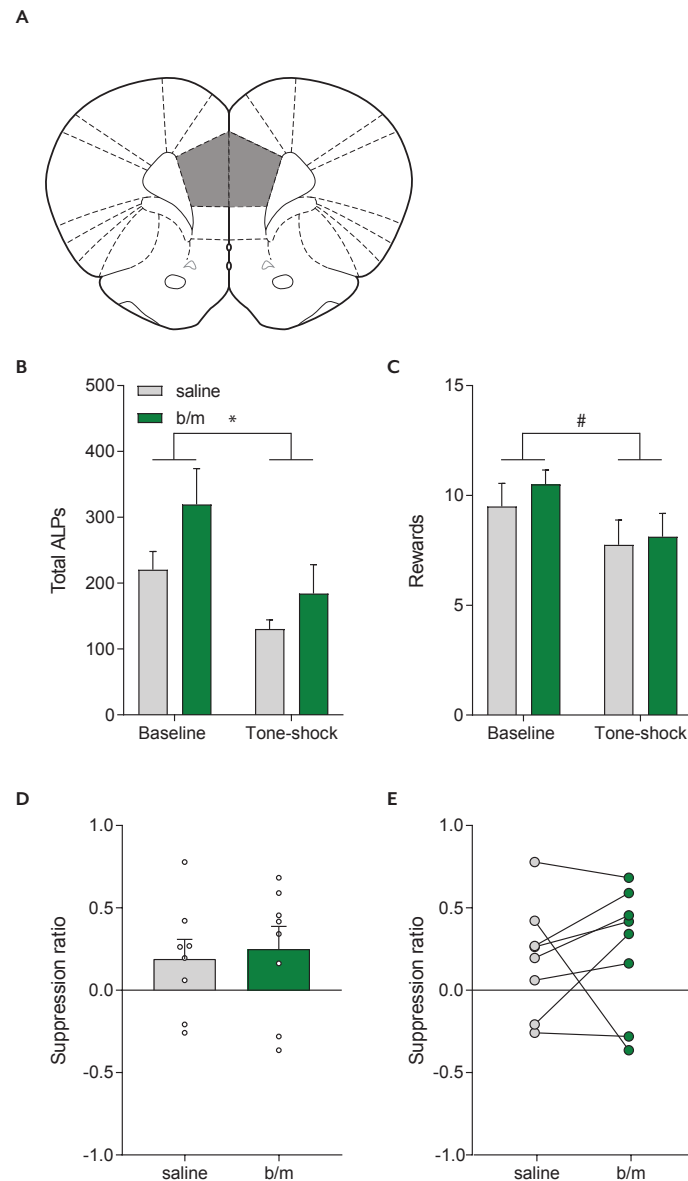 A
B
C
500
400
300
200
100
0
Total ALPs
saline
b/m
*
Baseline
Tone-shock
15
10
5
0
Rewards
#
Baseline
Tone-shock
D
E
1.0
0.5
0.0
-0.5
-1.0
Suppression ratio
saline
b/m
1.0
0.5
0.0
-0.5
-1.0
Suppression ratio
saline
b/m